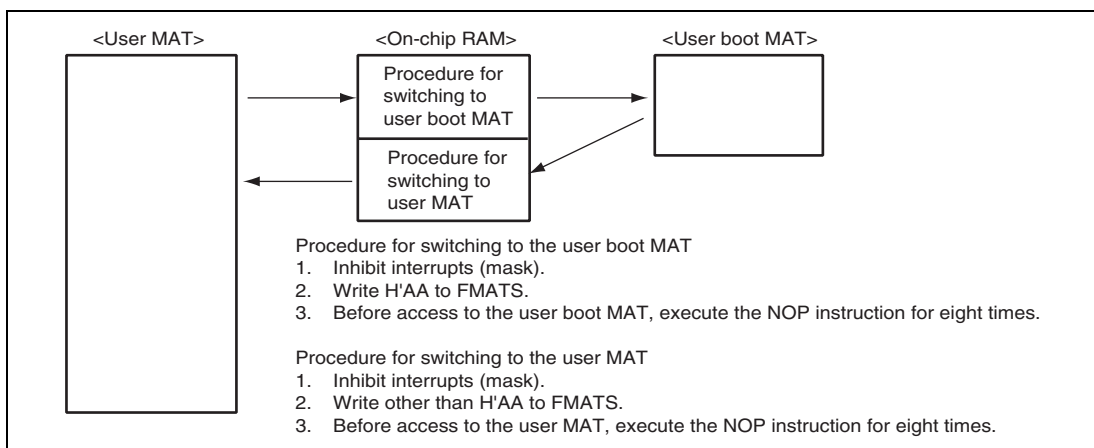 <User MAT> <On-chip RAM> <User boot MAT>
Procedure for
switching to
user boot MAT
Procedure for
switching to
user MAT
Procedure for switching to the user boot MAT
1. Inhibit interrupts (mask).
2. Write H'AA to FMATS.
3. Before access to the user boot MAT, execute the NOP instruction for eight times.
Procedure for switching to the user MAT
1. Inhibit interrupts (mask).
2. Write other than H'AA to FMATS.
3. Before access to the user MAT, execute the NOP instruction for eight times.